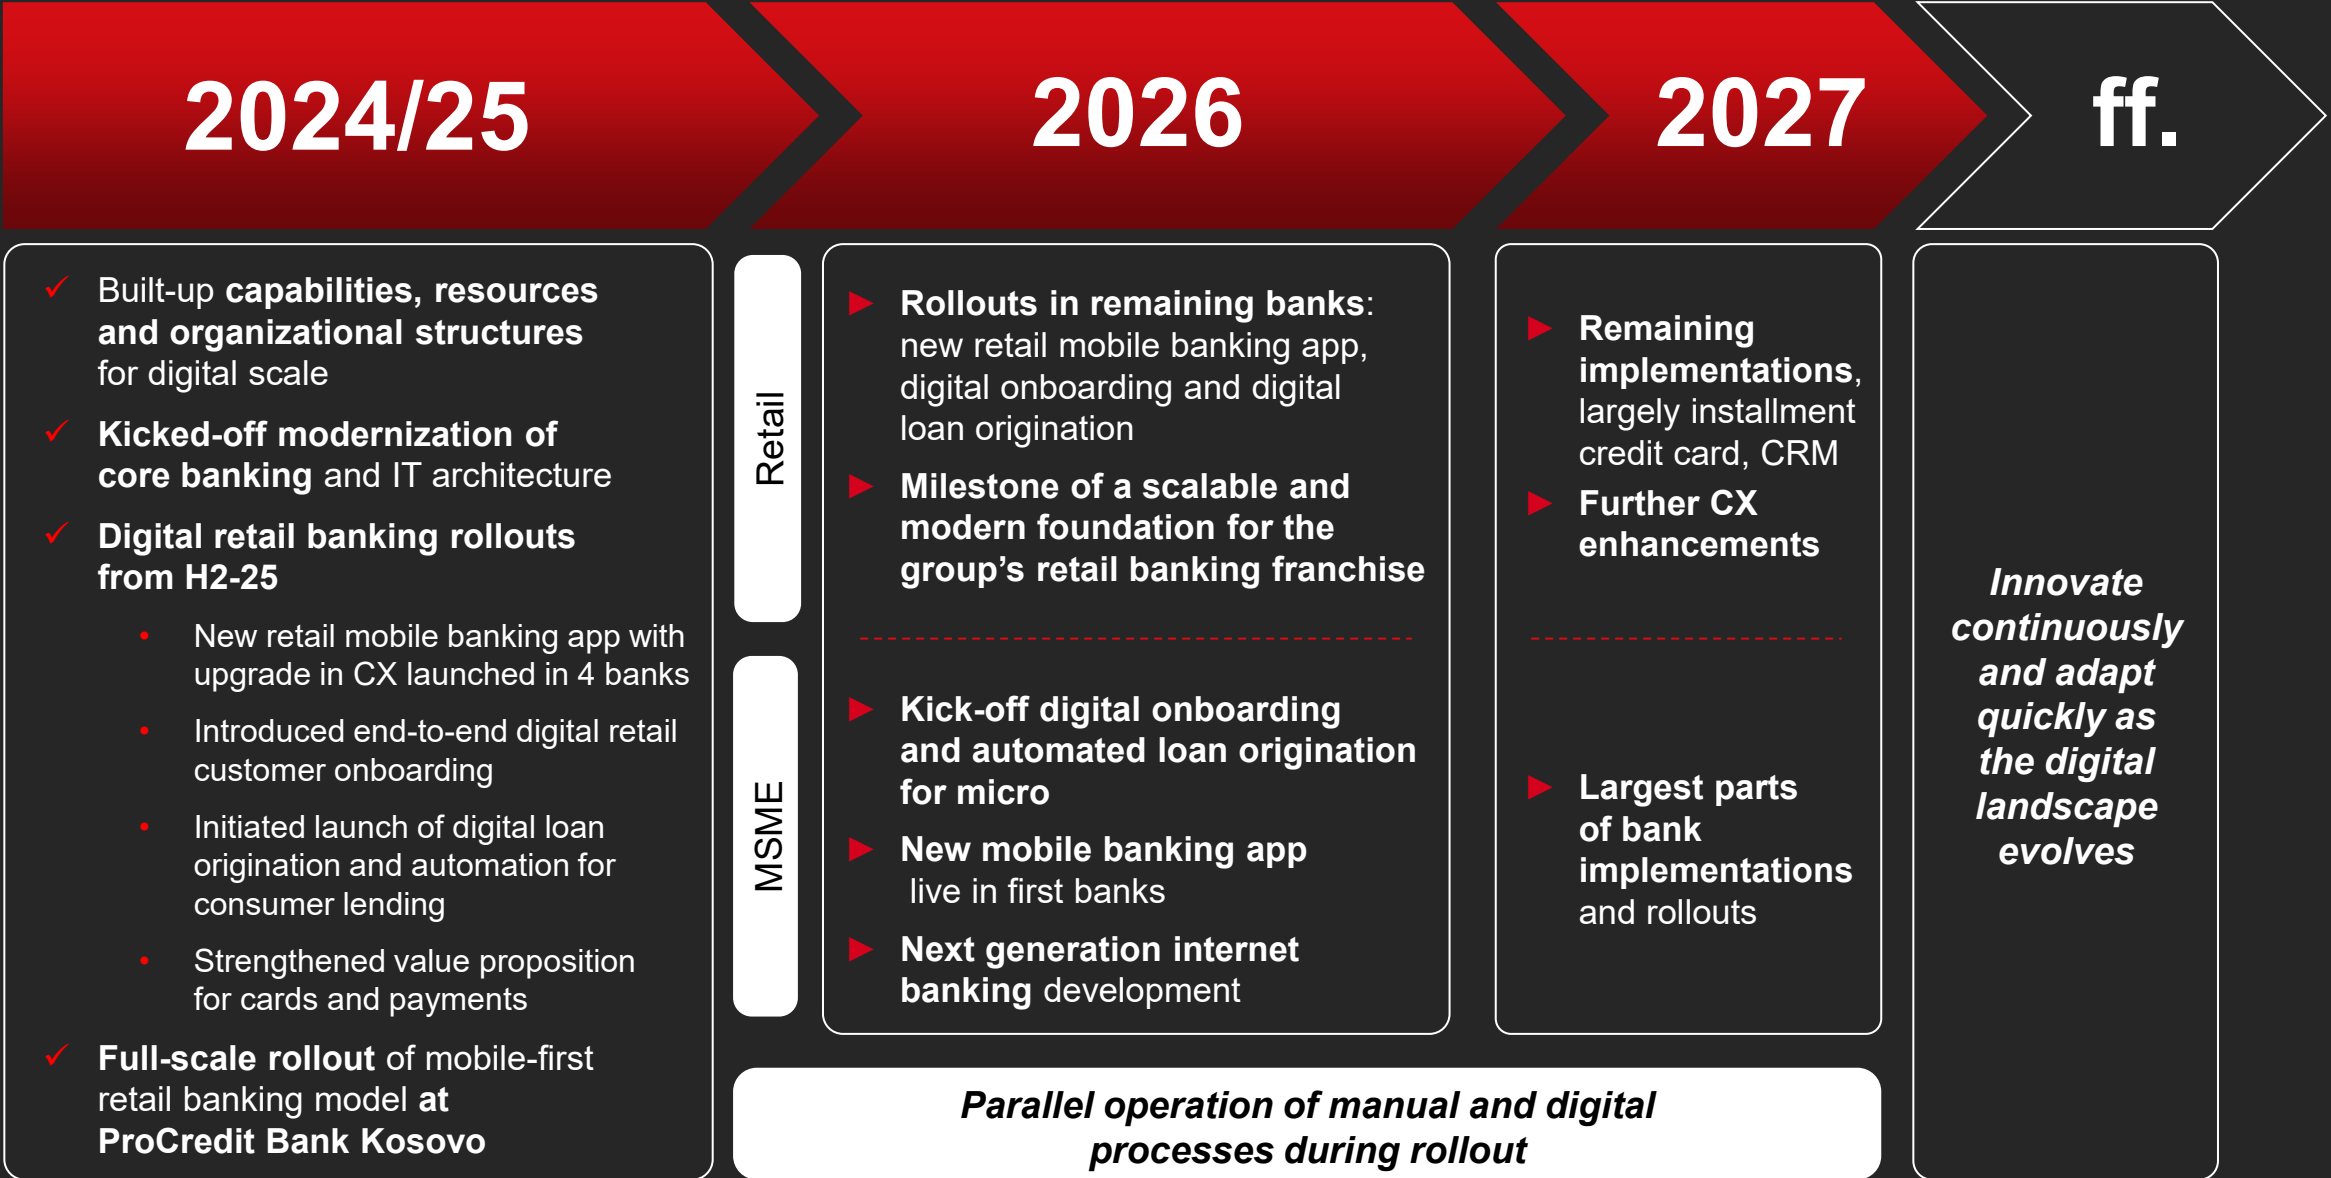 2024/25
2026
2027
ff.
Built-up capabilities, resources
and organizational structures
for digital scale
Kicked-off modernization of
core banking and IT architecture
Digital retail banking rollouts
from H2-25
New retail mobile banking app with
upgrade in CX launched in 4 banks
Introduced end-to-end digital retail
customer onboarding
Initiated launch of digital loan
origination and automation for
consumer lending
Strengthened value proposition
for cards and payments
Full-scale rollout of mobile-first
retail banking model at
ProCredit Bank Kosovo
Retail
Rollouts in remaining banks:
new retail mobile banking app,
digital onboarding and digital
loan origination
Milestone of a scalable and
modern foundation for the
group’s retail banking franchise
Remaining
implementations,
largely installment
credit card, CRM
Further CX
enhancements
MSME
Kick-off digital onboarding
and automated loan origination
for micro
New mobile banking app
live in first banks
Next generation internet
banking development
Largest parts
of bank
implementations
and rollouts
Parallel operation of manual and digital
processes during rollout
Innovate
continuously
and adapt
quickly as
the digital
landscape
evolves